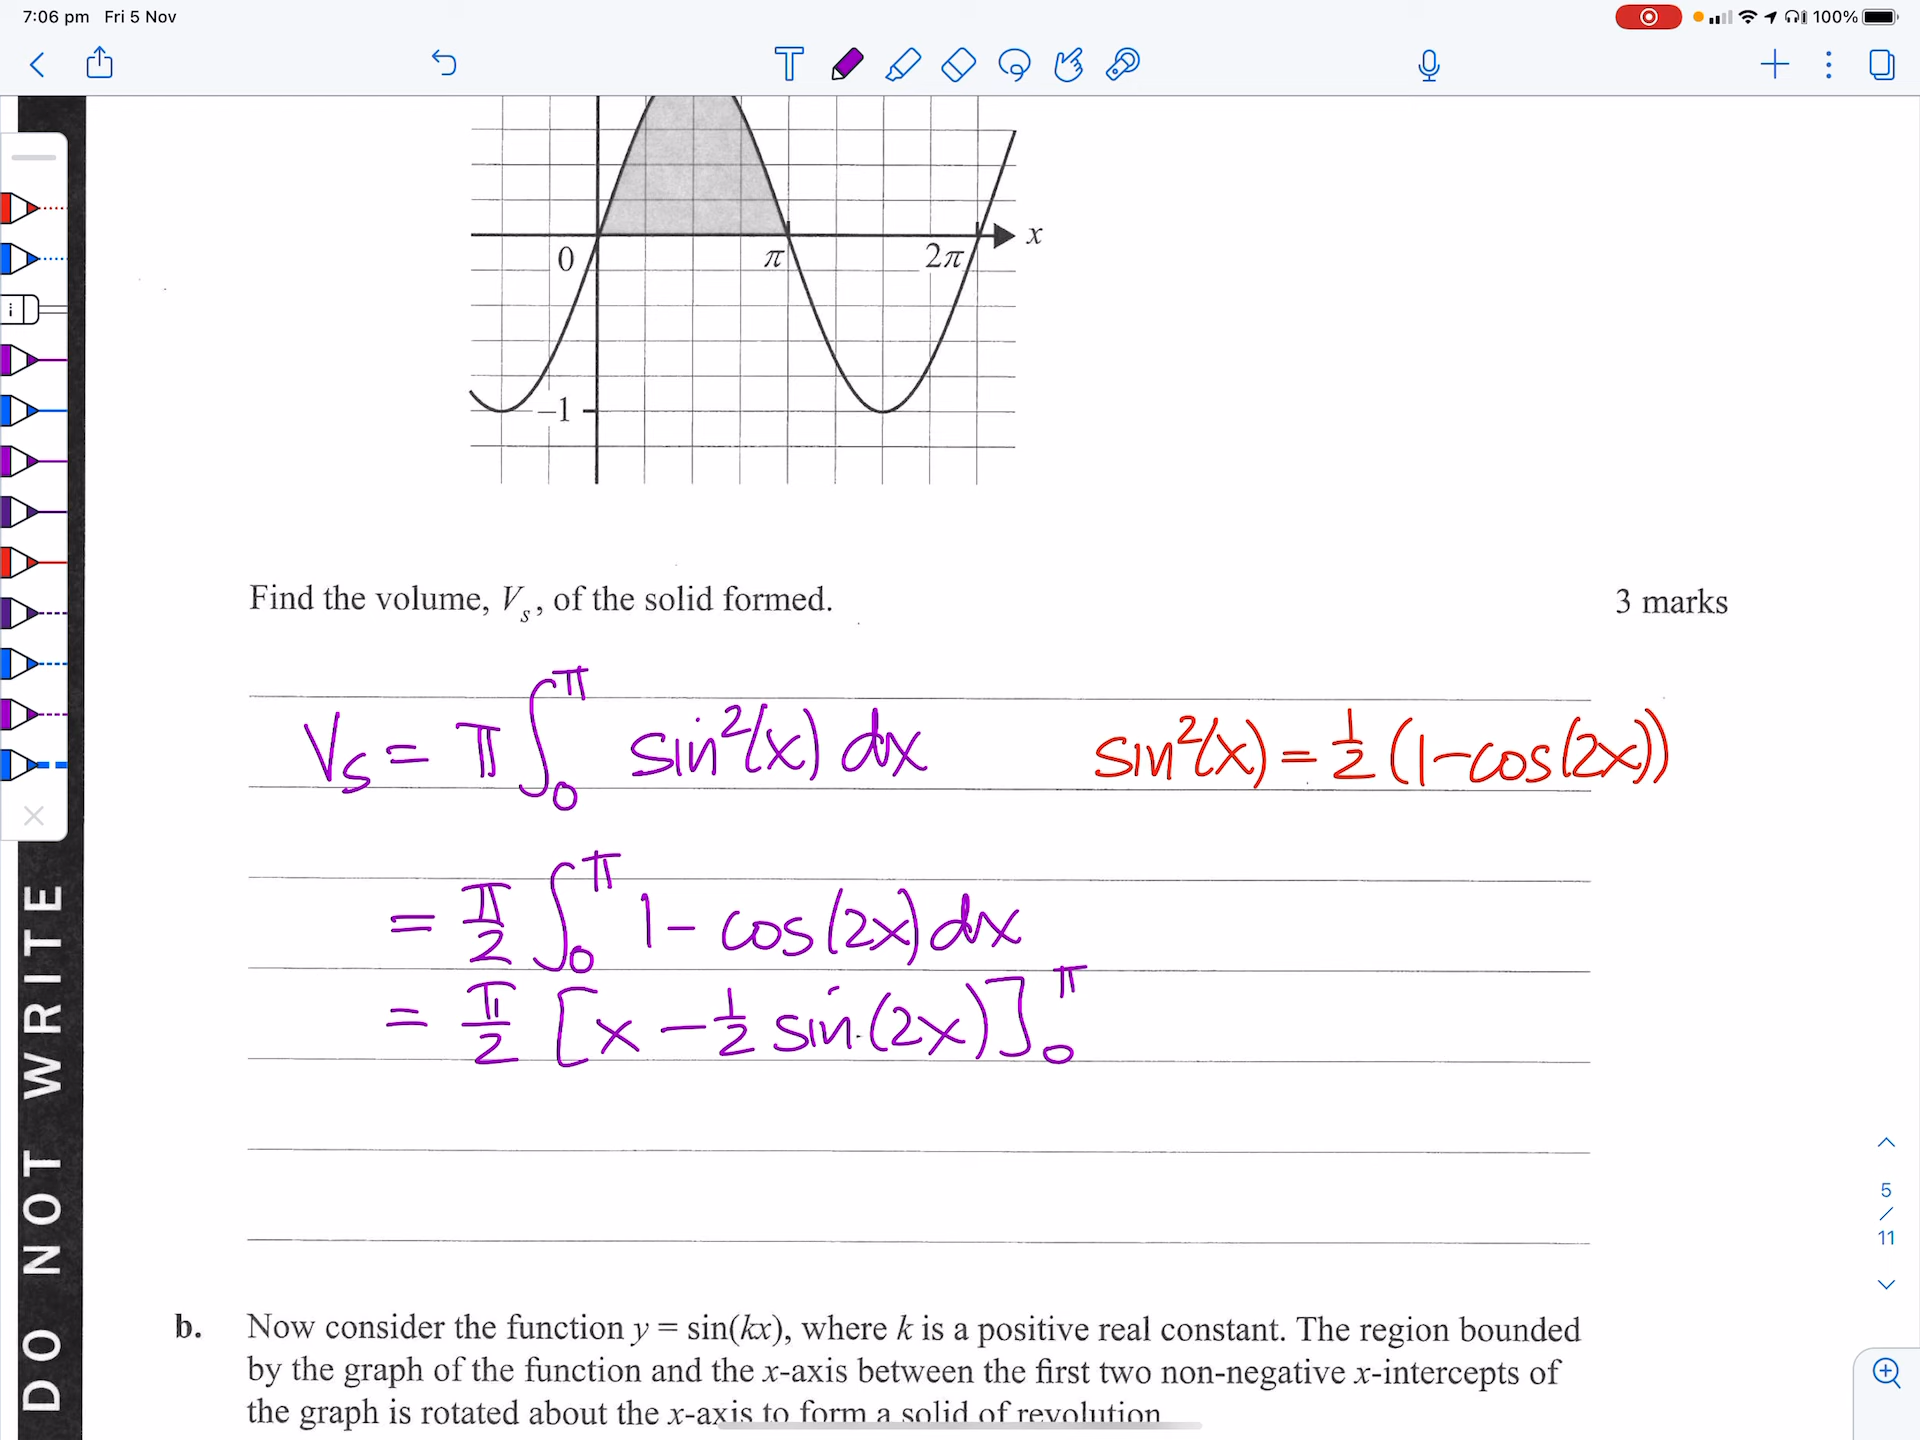 7:06 pm Fri 5 Nov
100%
x
0
π
2π
−1
Find the volume, Vₛ, of the solid formed.
3 marks
Vₛ = π ∫₀^π sin²(x) dx
sin²(x) = ½ (1−cos(2x))
= π/2 ∫₀^π 1 − cos(2x) dx
= π/2 [x − ½ sin(2x)]₀^π
b. Now consider the function y = sin(kx), where k is a positive real constant. The region bounded
by the graph of the function and the x-axis between the first two non-negative x-intercepts of
the graph is rotated about the x-axis to form a solid of revolution
DO NOT WRITE
5
/
11